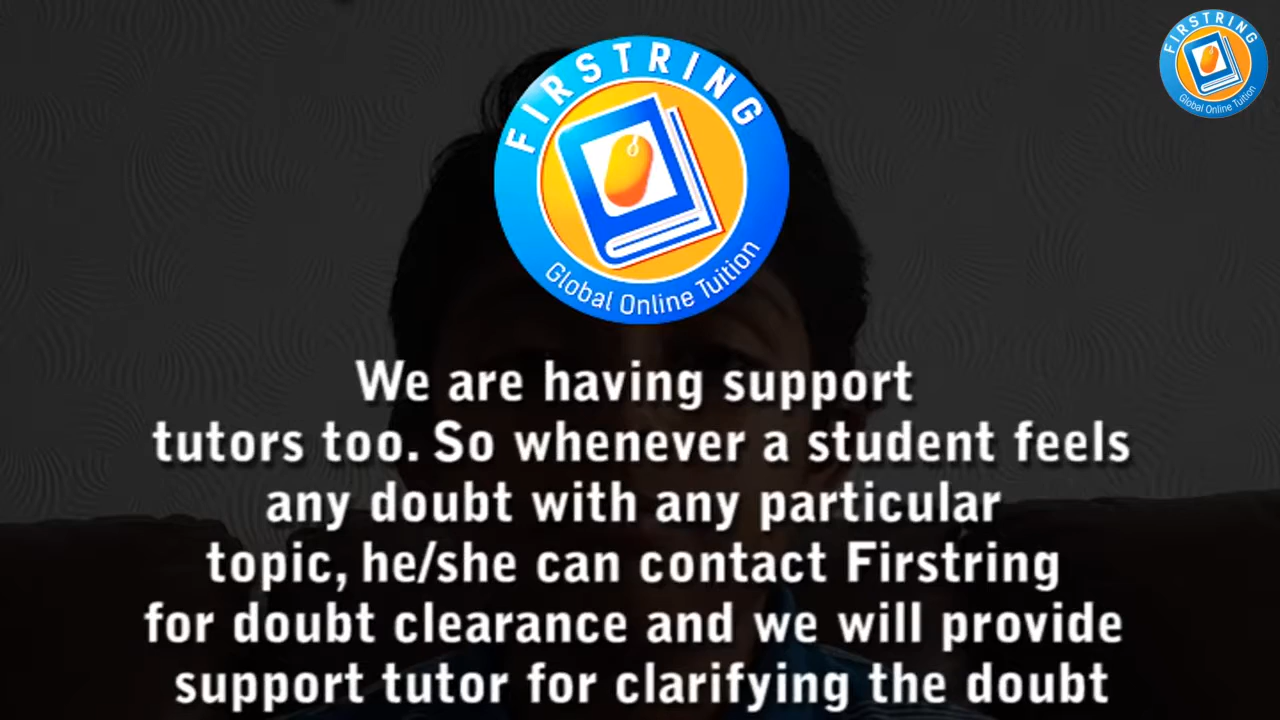 FIRSTRING
Global Online Tuition
FIRSTRING
Global Online Tuition
We are having support
tutors too. So whenever a student feels
any doubt with any particular
topic, he/she can contact Firstring
for doubt clearance and we will provide
support tutor for clarifying the doubt